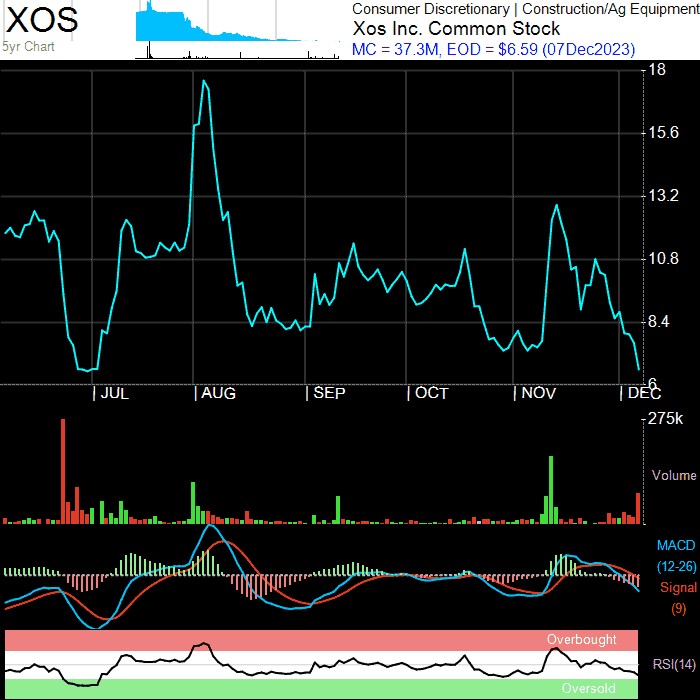 XOS
5yr Chart
Consumer Discretionary | Construction/Ag Equipment
Xos Inc. Common Stock
MC = 37.3M, EOD = $6.59 (07Dec2023)
18
15.6
13.2
10.8
8.4
6
JUL
AUG
SEP
OCT
NOV
DEC
275k
Volume
MACD
(12-26)
Signal
(9)
Overbought
RSI(14)
Oversold